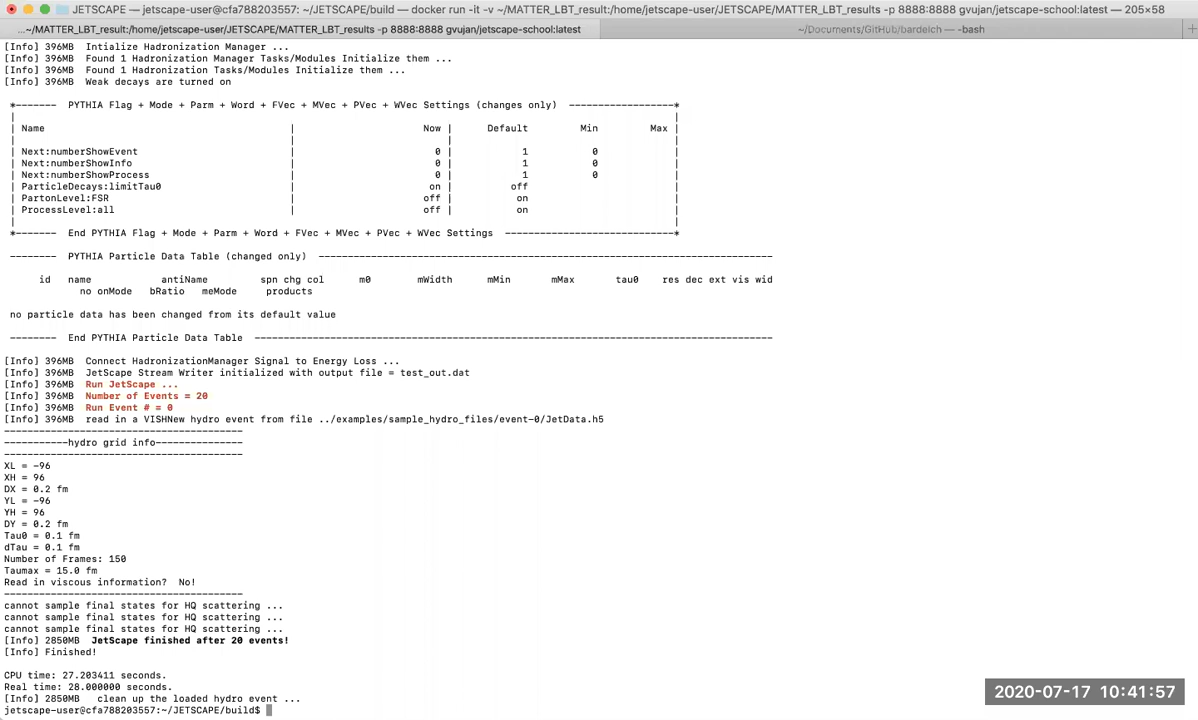 JETSCAPE — jetscape-user@cfa788203557: ~/JETSCAPE/build — docker run -it -v ~/MATTER_LBT_result:/home/jetscape-user/JETSCAPE/MATTER_LBT_results -p 8888:8888 gvujan/jetscape-school:latest — 205×58
...~/MATTER_LBT_result:/home/jetscape-user/JETSCAPE/MATTER_LBT_results -p 8888:8888 gvujan/jetscape-school:latest ~/Documents/GitHub/bardeich — -bash
[Info] 396MB  Intialize Hadronization Manager ...
[Info] 396MB  Found 1 Hadronization Manager Tasks/Modules Initialize them ...
[Info] 396MB  Found 1 Hadronization Tasks/Modules Initialize them ...
[Info] 396MB  Weak decays are turned on
*-------  PYTHIA Flag + Mode + Parm + Word + FVec + MVec + PVec + WVec Settings (changes only)  ------------------*
|                                                                 |
| Name                    |                      Now |      Default         Min         Max |
|                         |                          |                                      |
| Next:numberShowEvent    |                        0 |            1           0             |
| Next:numberShowInfo     |                        0 |            1           0             |
| Next:numberShowProcess  |                        0 |            1           0             |
| ParticleDecays:limitTau0 |                      on |          off                         |
| PartonLevel:FSR         |                      off |           on                         |
| ProcessLevel:all        |                      off |           on                         |
|                                                                 |
*-------  End PYTHIA Flag + Mode + Parm + Word + FVec + MVec + PVec + WVec Settings  -----------------------------*
--------  PYTHIA Particle Data Table (changed only)  ------------------------------------------------------------------------------
id   name            antiName         spn chg col      m0        mWidth      mMin       mMax       tau0    res dec ext vis wid
no onMode   bRatio   meMode     products
no particle data has been changed from its default value
--------  End PYTHIA Particle Data Table  -----------------------------------------------------------------------------------------
[Info] 396MB  Connect HadronizationManager Signal to Energy Loss ...
[Info] 396MB  JetScape Stream Writer initialized with output file = test_out.dat
[Info] 396MB  Run JetScape ...
[Info] 396MB  Number of Events = 20
[Info] 396MB  Run Event # = 0
[Info] 396MB  read in a VISHNew hydro event from file ../examples/sample_hydro_files/event-0/JetData.h5
-----------------------------------------
-----------hydro grid info---------------
-----------------------------------------
XL = -96
XH = 96
DX = 0.2 fm
YL = -96
YH = 96
DY = 0.2 fm
Tau0 = 0.1 fm
dTau = 0.1 fm
Number of Frames: 150
Taumax = 15.0 fm
Read in viscous information?  No!
-----------------------------------------
cannot sample final states for HQ scattering ...
cannot sample final states for HQ scattering ...
cannot sample final states for HQ scattering ...
[Info] 2850MB  JetScape finished after 20 events!
[Info] Finished!
CPU time: 27.203411 seconds.
Real time: 28.000000 seconds.
[Info] 2850MB   clean up the loaded hydro event ...
jetscape-user@cfa788203557:~/JETSCAPE/build$
2020-07-17 10:41:57